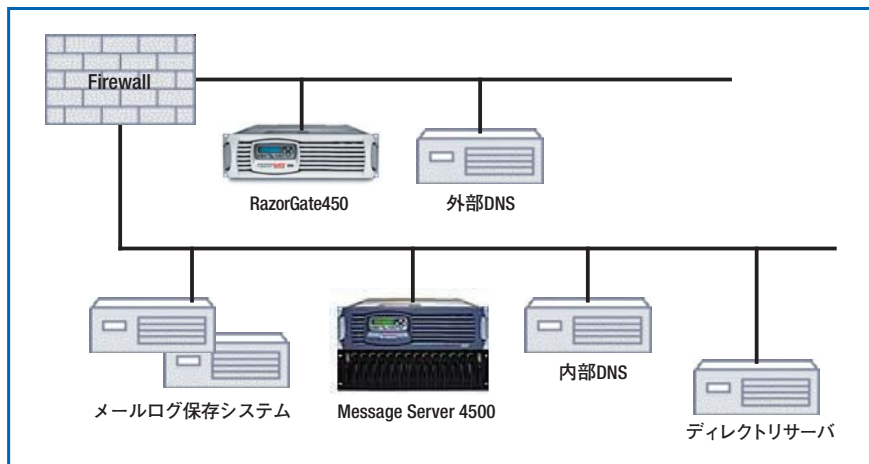 Firewall
RazorGate450
外部DNS
メールログ保存システム
Message Server 4500
内部DNS
ディレクトリサーバ